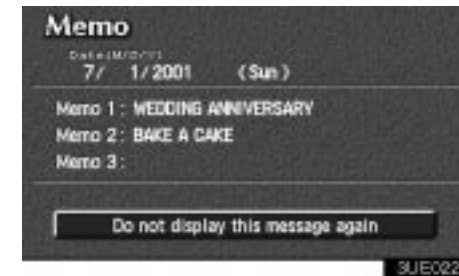 Memo
Date(M/D/Y)
7/ 1/2001 (Sun)
Memo 1 : WEDDING ANNIVERSARY
Memo 2 : BAKE A CAKE
Memo 3 :
Do not display this message again
3UE022